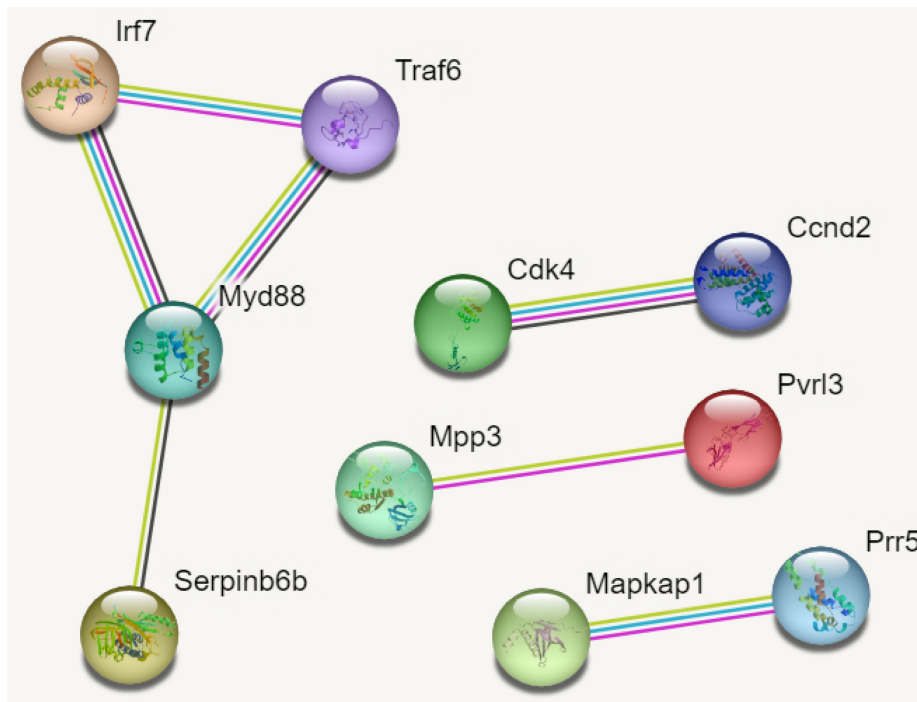 Irf7
Traf6
Ccnd2
Cdk4
Myd88
Pvrl3
Mpp3
Prr5
Serpinb6b
Mapkap1